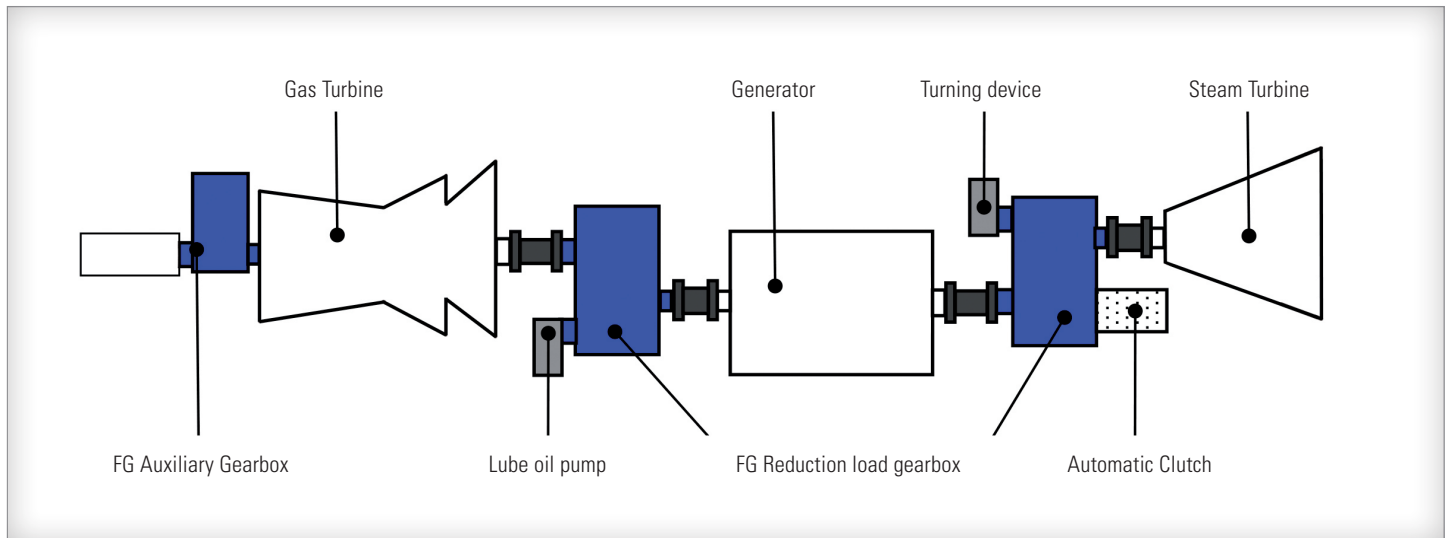 Gas Turbine
Generator
Turning device
Steam Turbine
FG Auxiliary Gearbox
Lube oil pump
FG Reduction load gearbox
Automatic Clutch